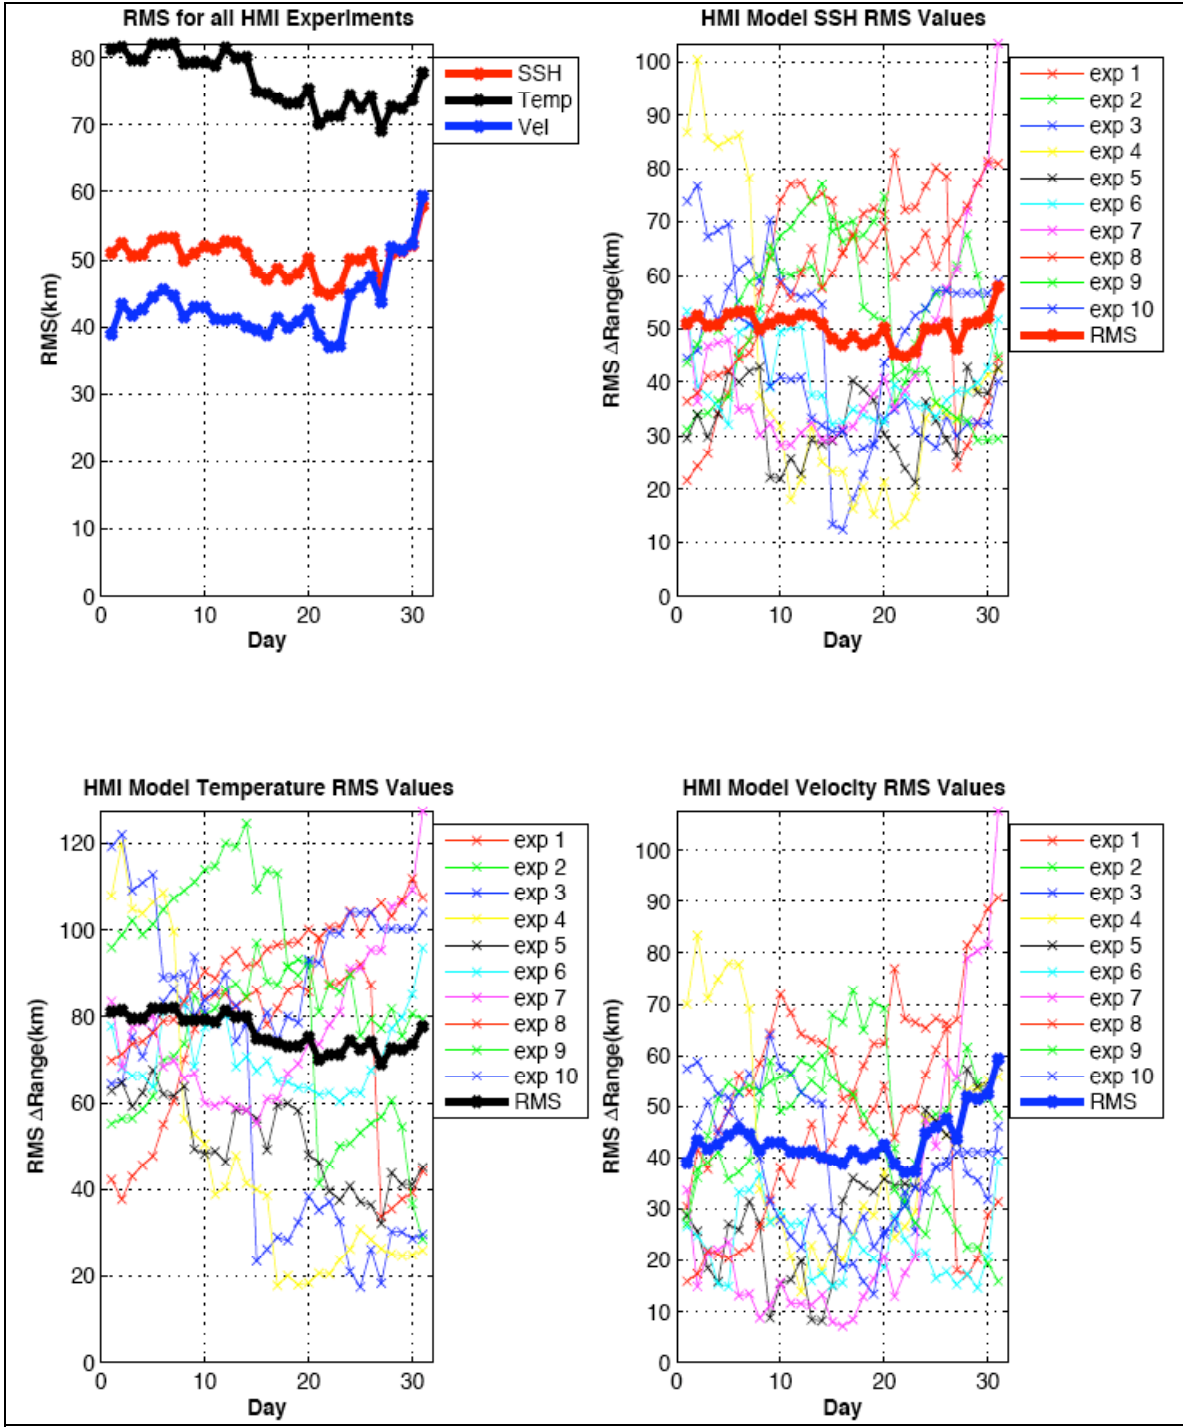 RMS for all HMI Experiments
80
70
60
50
40
30
20
10
0
RMS(km)
0 10 20 30
Day
SSH
Temp
Vel
HMI Model SSH RMS Values
100
90
80
70
60
50
40
30
20
10
0
RMS ΔRange(km)
0 10 20 30
Day
exp 1
exp 2
exp 3
exp 4
exp 5
exp 6
exp 7
exp 8
exp 9
exp 10
RMS
HMI Model Temperature RMS Values
120
100
80
60
40
20
0
RMS ΔRange(km)
0 10 20 30
Day
exp 1
exp 2
exp 3
exp 4
exp 5
exp 6
exp 7
exp 8
exp 9
exp 10
RMS
HMI Model Velocity RMS Values
100
90
80
70
60
50
40
30
20
10
0
RMS ΔRange(km)
0 10 20 30
Day
exp 1
exp 2
exp 3
exp 4
exp 5
exp 6
exp 7
exp 8
exp 9
exp 10
RMS